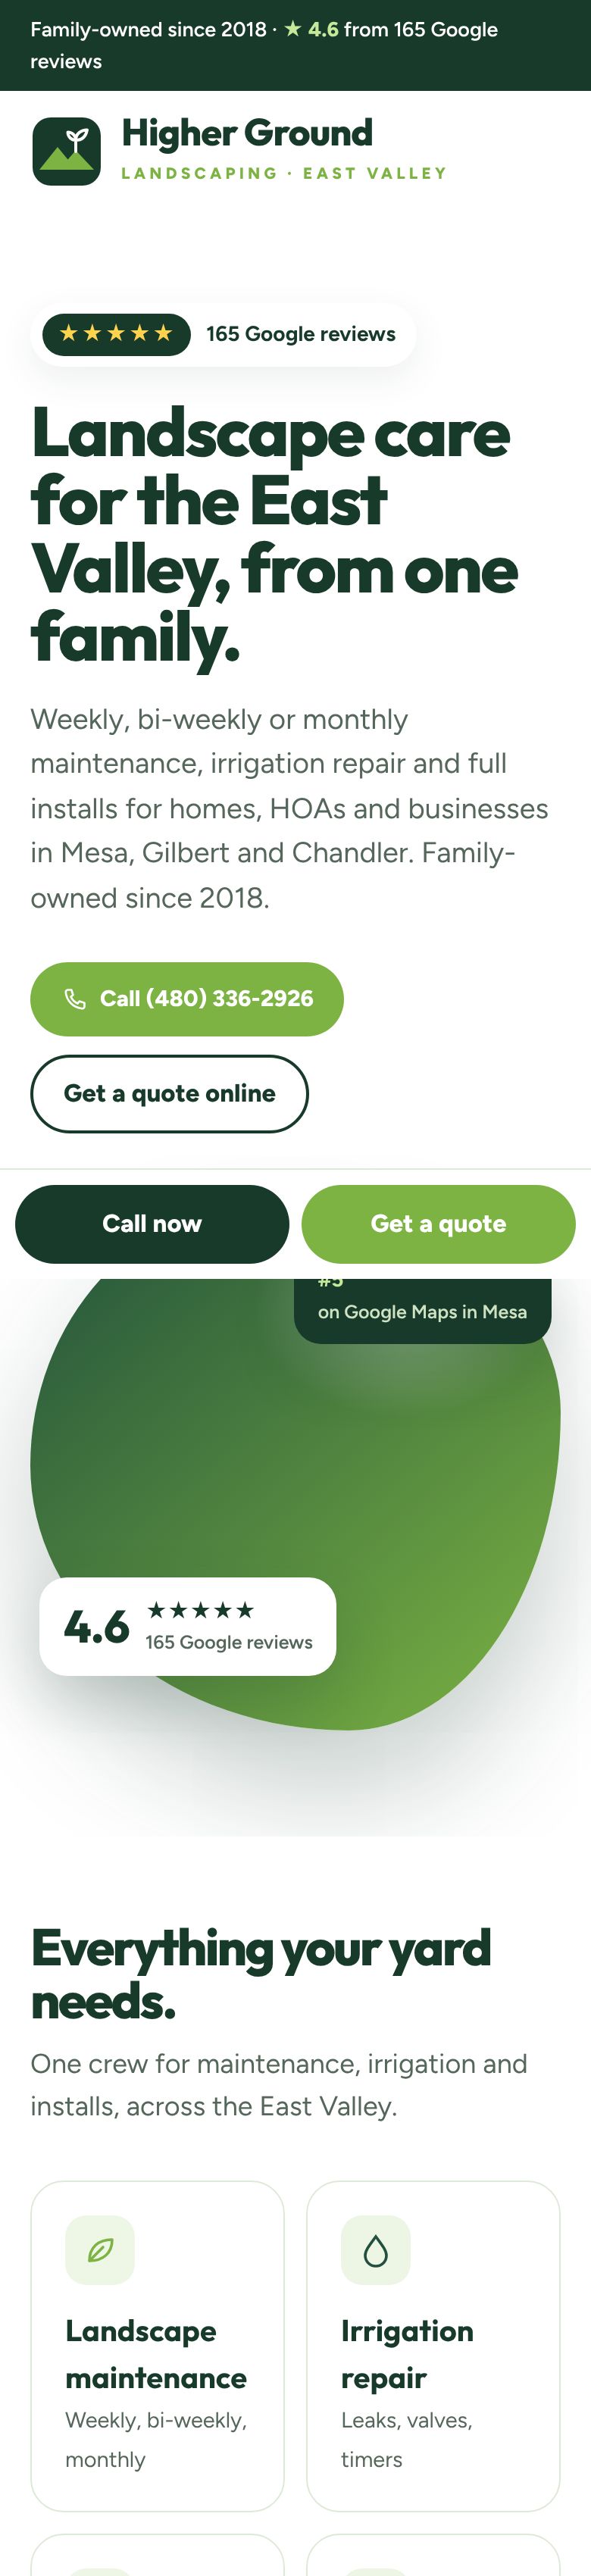 Family-owned since 2018 · ★ 4.6 from 165 Google
reviews
Higher Ground
LANDSCAPING · EAST VALLEY
★★★★★ 165 Google reviews
Landscape care
for the East
Valley, from one
family.
Weekly, bi-weekly or monthly
maintenance, irrigation repair and full
installs for homes, HOAs and businesses
in Mesa, Gilbert and Chandler. Family-
owned since 2018.
Call (480) 336-2926
Get a quote online
Call now
Get a quote
#5
on Google Maps in Mesa
4.6
★★★★★
165 Google reviews
Everything your yard
needs.
One crew for maintenance, irrigation and
installs, across the East Valley.
Landscape
maintenance
Weekly, bi-weekly,
monthly
Irrigation
repair
Leaks, valves,
timers